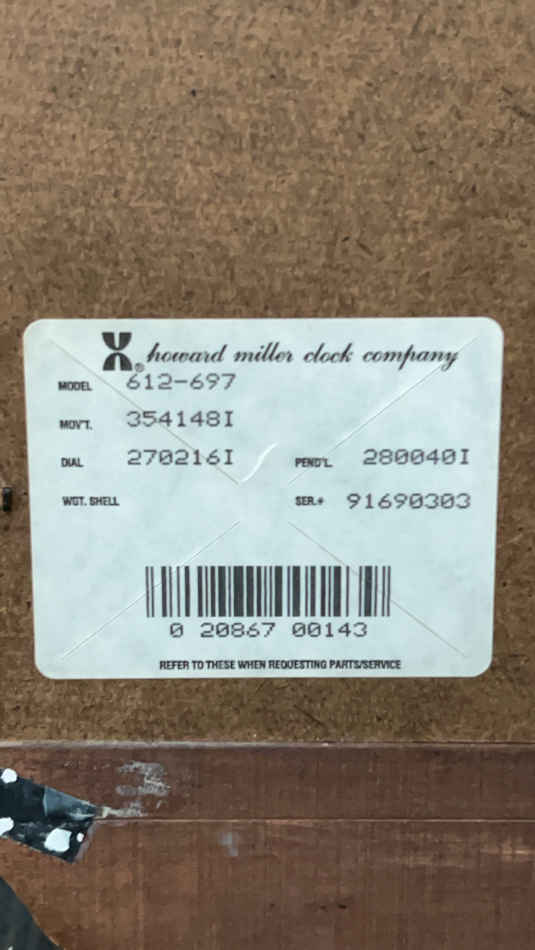 ® howard miller clock company
MODEL 612-697
MOV'T. 354148I
DIAL 270216I PEND'L. 280040I
WGT. SHELL SER.# 91690303
0 20867 00143
REFER TO THESE WHEN REQUESTING PARTS/SERVICE